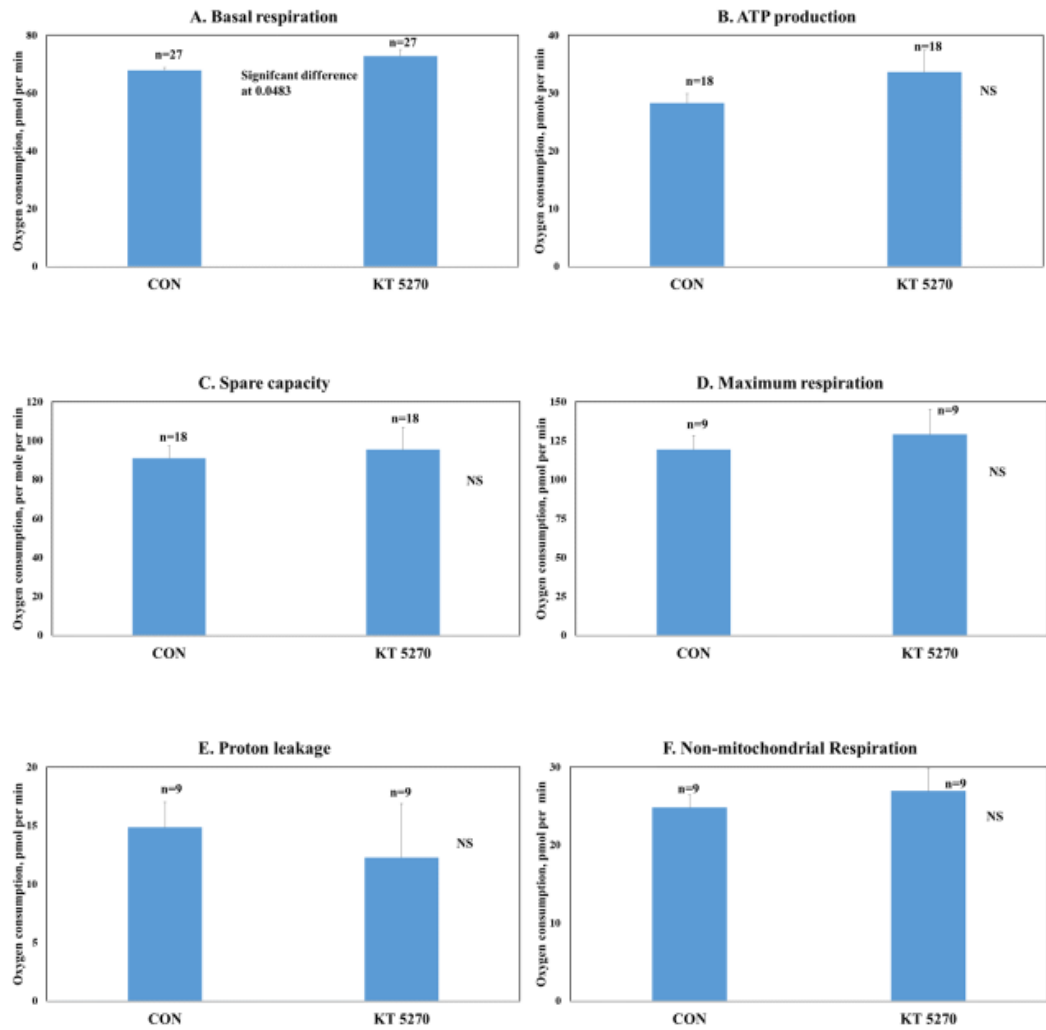 A. Basal respiration
Oxygen consumption, pmol per min
80
60
40
20
0
n=27
Signifcant difference
at 0.0483
n=27
CON
KT 5270
B. ATP production
Oxygen consumption, pmole per min
40
30
20
10
0
n=18
n=18
NS
CON
KT 5270
C. Spare capacity
Oxygen consumption, per mole per min
120
100
80
60
40
20
0
n=18
n=18
NS
CON
KT 5270
D. Maximum respiration
Oxygen consumption, pmol per min
150
125
100
75
50
25
0
n=9
n=9
NS
CON
KT 5270
E. Proton leakage
Oxygen consumption, pmol per min
20
15
10
5
0
n=9
n=9
NS
CON
KT 5270
F. Non-mitochondrial Respiration
Oxygen consumption, pmol per min
30
20
10
0
n=9
n=9
NS
CON
KT 5270